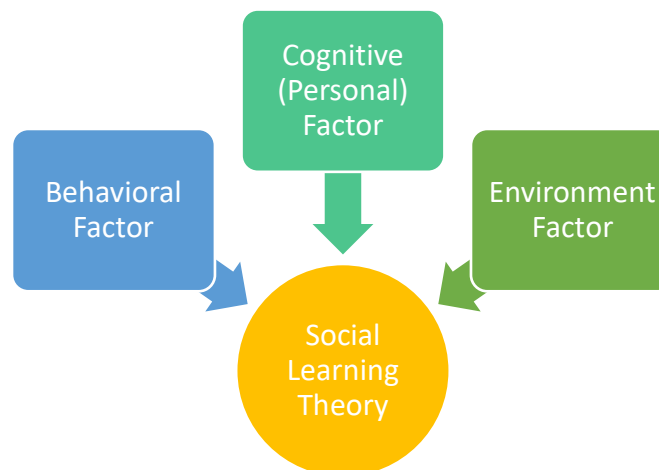 Cognitive
(Personal)
Factor
Behavioral
Factor
Environment
Factor
Social
Learning
Theory